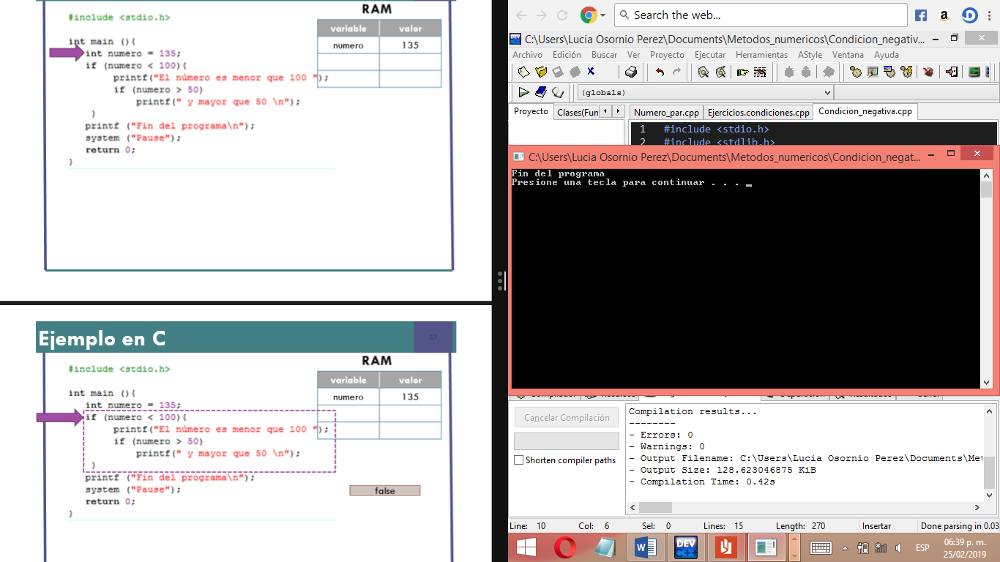 RAM
#include <stdio.h>
variable valor
numero 135
int main (){
int numero = 135;
if (numero < 100){
printf("El número es menor que 100 ");
if (numero > 50)
printf(" y mayor que 50 \n");
}
printf ("Fin del programa\n");
system ("Pause");
return 0;
}
Ejemplo en C 37
RAM
#include <stdio.h>
variable valor
numero 135
int main (){
int numero = 135;
if (numero < 100){
printf("El número es menor que 100 ");
if (numero > 50)
printf(" y mayor que 50 \n");
}
printf ("Fin del programa\n");
system ("Pause");
false
return 0;
}
Search the web...
C:\Users\Lucia Osornio Perez\Documents\Metodos_numericos\Condicion_negativ...
Archivo Edición Buscar Ver Proyecto Ejecutar Herramientas AStyle Ventana Ayuda
(globals)
Proyecto Clases(Fun Numero_par.cpp Ejercicios.condiciones.cpp Condicion_negativa.cpp
1 #include <stdio.h>
2 #include <stdlib.h>
C:\Users\Lucia Osornio Perez\Documents\Metodos_numericos\Condicion_negat...
Fin del programa
Presione una tecla para continuar . . .
Cancelar Compilación
Shorten compiler paths
Compilation results...
--------
- Errors: 0
- Warnings: 0
- Output Filename: C:\Users\Lucia Osornio Perez\Documents\Met
- Output Size: 128.623046875 KiB
- Compilation Time: 0.42s
Line: 10 Col: 6 Sel: 0 Lines: 15 Length: 270 Insertar Done parsing in 0.03
DEV C++
ESP
06:39 p. m.
25/02/2019